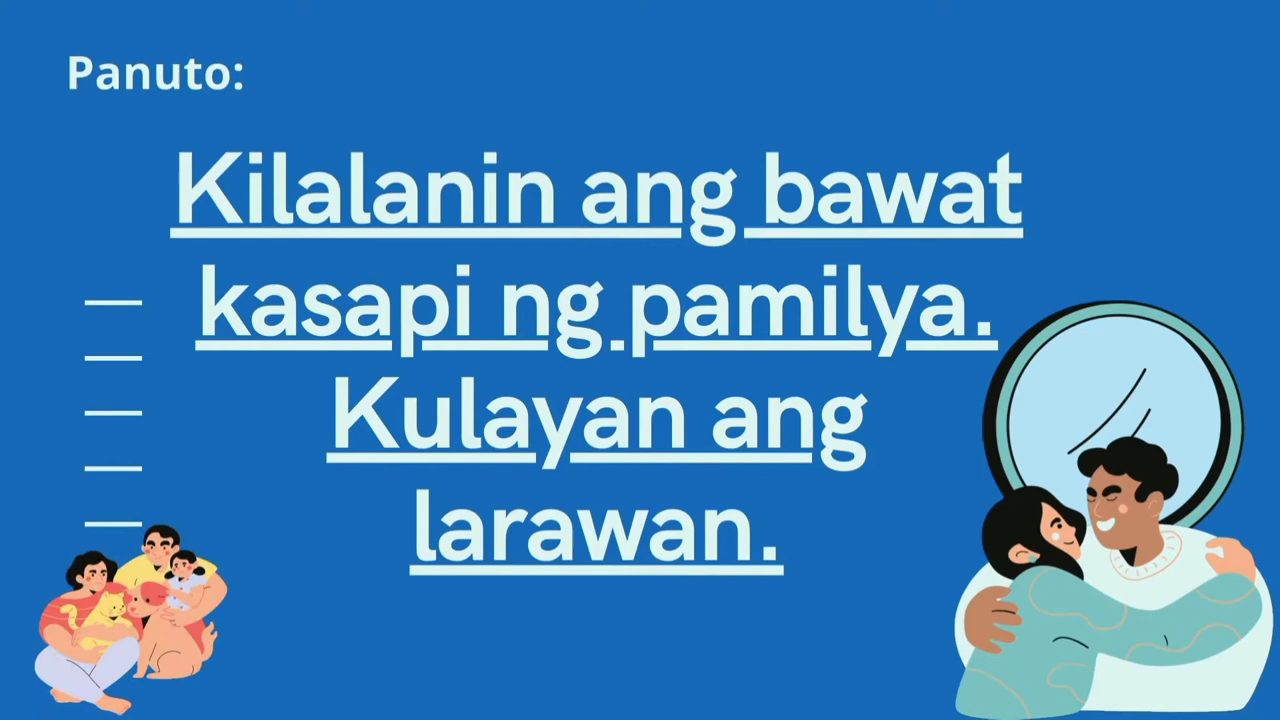 Panuto:
Kilalanin ang bawat
kasapi ng pamilya.
Kulayan ang
larawan.